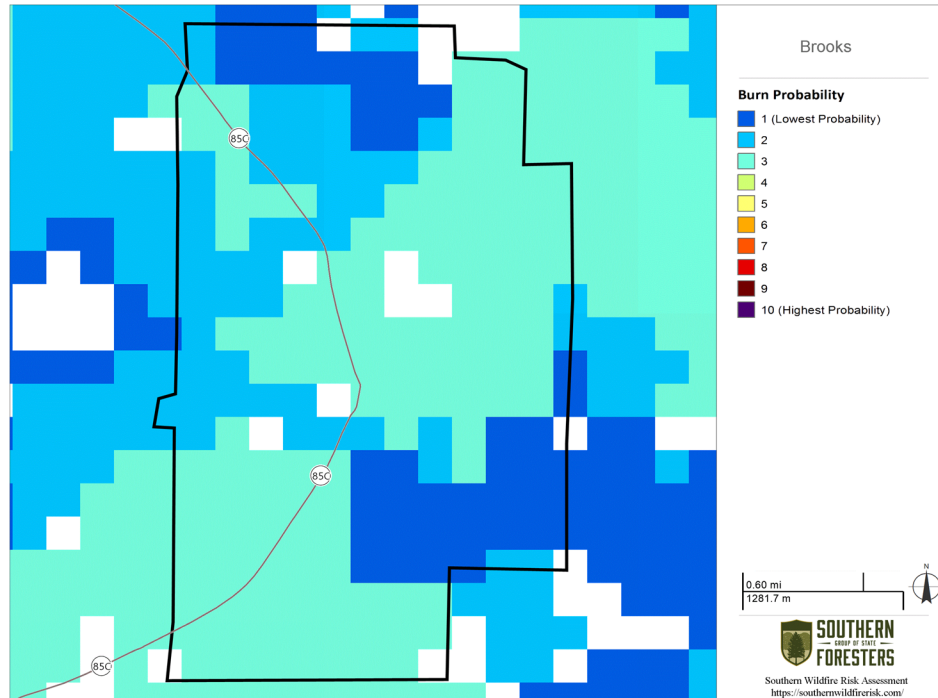 Brooks
Burn Probability
1 (Lowest Probability)
2
3
4
5
6
7
8
9
10 (Highest Probability)
85C
85C
85C
0.60 mi
1281.7 m
N
SOUTHERN
GROUP OF STATE
FORESTERS
Southern Wildfire Risk Assessment
https://southernwildfirerisk.com/